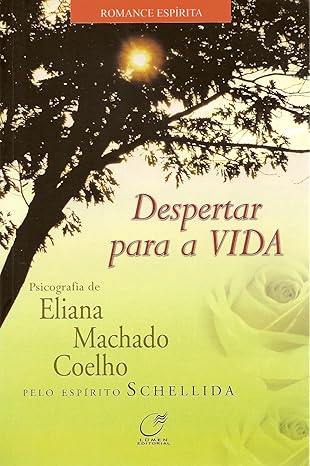 ROMANCE ESPÍRITA
Despertar
para a VIDA
Psicografia de
Eliana
Machado
Coelho
PELO ESPÍRITO SCHELLIDA
LÚMEN
EDITORIAL